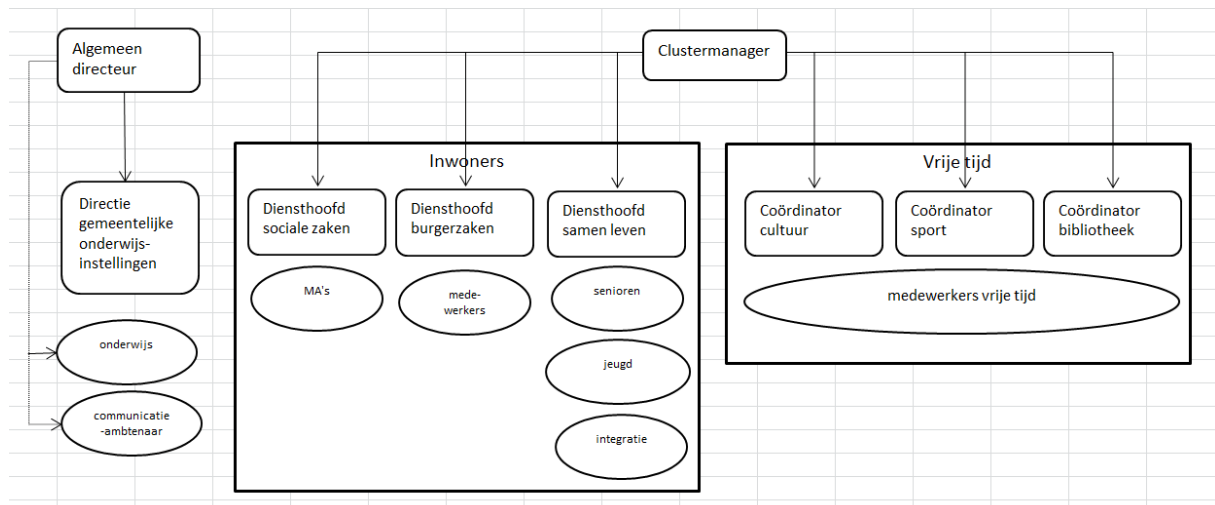 Algemeen
directeur
Clustermanager
Directie
gemeentelijke
onderwijs-
instellingen
onderwijs
communicatie
-ambtenaar
Inwoners
Diensthoofd
sociale zaken
Diensthoofd
burgerzaken
Diensthoofd
samen leven
MA's
mede-
werkers
senioren
jeugd
integratie
Vrije tijd
Coördinator
cultuur
Coördinator
sport
Coördinator
bibliotheek
medewerkers vrije tijd